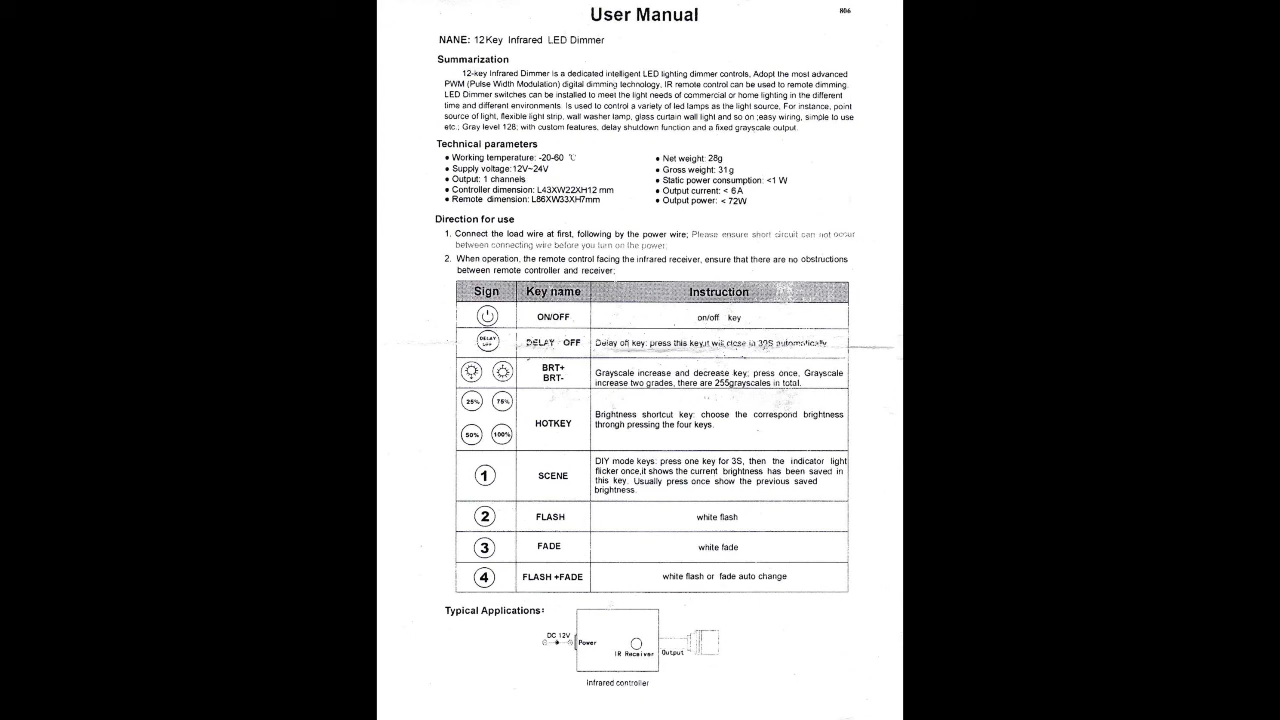 User Manual
806
NANE: 12Key Infrared LED Dimmer
Summarization
12-key Infrared Dimmer is a dedicated intelligent LED lighting dimmer controls, Adopt the most advanced
PWM (Pulse Width Modulation) digital dimming technology, IR remote control can be used to remote dimming.
LED Dimmer switches can be installed to meet the light needs of commercial or home lighting in the different
time and different environments. Is used to control a variety of led lamps as the light source, For instance, point
source of light, flexible light strip, wall washer lamp, glass curtain wall light and so on ;easy wiring, simple to use
etc.; Gray level 128; with custom features, delay shutdown function and a fixed grayscale output.
Technical parameters
● Working temperature: -20-60 ℃
● Supply voltage:12V~24V
● Output: 1 channels
● Controller dimension: L43XW22XH12 mm
● Remote dimension: L86XW33XH7mm
● Net weight: 28g
● Gross weight: 31g
● Static power consumption: <1 W
● Output current: < 6A
● Output power: < 72W
Direction for use
1. Connect the load wire at first, following by the power wire; Please ensure short circuit can not occur
between connecting wire before you turn on the power;
2. When operation, the remote control facing the infrared receiver, ensure that there are no obstructions
between remote controller and receiver;
Sign Key name Instruction
ON/OFF on/off key
DELAY OFF DELAY OFF Delay off key: press this key,it will close in 30S automatically
BRT+
BRT-
Grayscale increase and decrease key; press once, Grayscale
increase two grades, there are 255grayscales in total.
25% 75%
50% 100%
HOTKEY
Brightness shortcut key: choose the correspond brightness
throngh pressing the four keys.
1 SCENE
DIY mode keys: press one key for 3S, then the indicator light
flicker once,it shows the current brightness has been saved in
this key. Usually press once show the previous saved
brightness.
2 FLASH white flash
3 FADE white fade
4 FLASH +FADE white flash or fade auto change
Typical Applications:
DC 12V
Power
IR Receiver
Output
Infrared controller